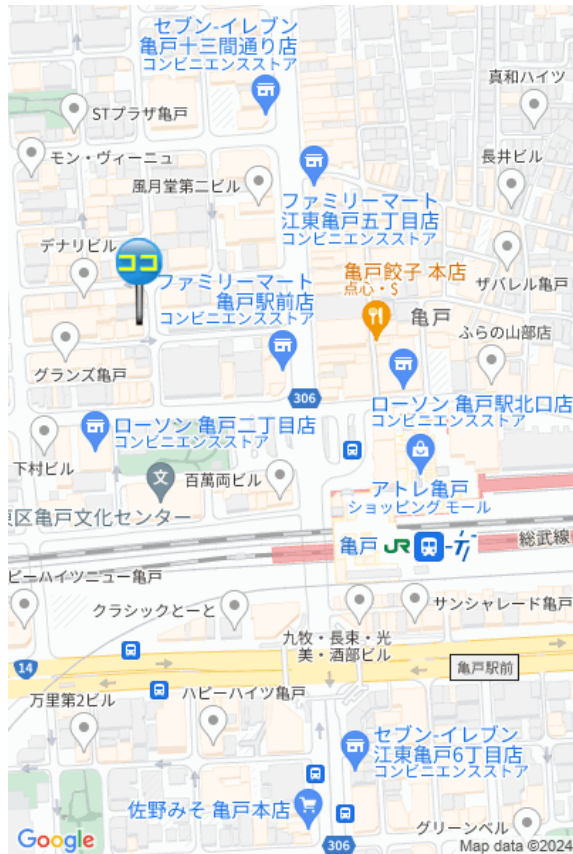 セブン-イレブン
亀戸十三間通り店
コンビニエンスストア
真和ハイツ
STプラザ亀戸
モン・ヴィーニュ
長井ビル
風月堂第二ビル
ファミリーマート
江東亀戸五丁目店
コンビニエンスストア
デナリビル
ココ
亀戸餃子 本店
点心・$
ザバレル亀戸
ファミリーマート
亀戸駅前店
コンビニエンスストア
亀戸
ふらの山部店
グランズ亀戸
306
ローソン 亀戸駅北口店
コンビニエンスストア
ローソン 亀戸二丁目店
コンビニエンスストア
下村ビル
文
百萬両ビル
アトレ亀戸
ショッピング モール
東区亀戸文化センター
亀戸 JR
総武線
ピーハイツニュー亀戸
クラシックとーと
サンシャレード亀戸
九牧・長束・光
美・酒部ビル
14
亀戸駅前
万里第2ビル
ハピーハイツ亀戸
セブン-イレブン
江東亀戸6丁目店
コンビニエンスストア
佐野みそ 亀戸本店
グリーンベル
Google
306
Map data ©2024